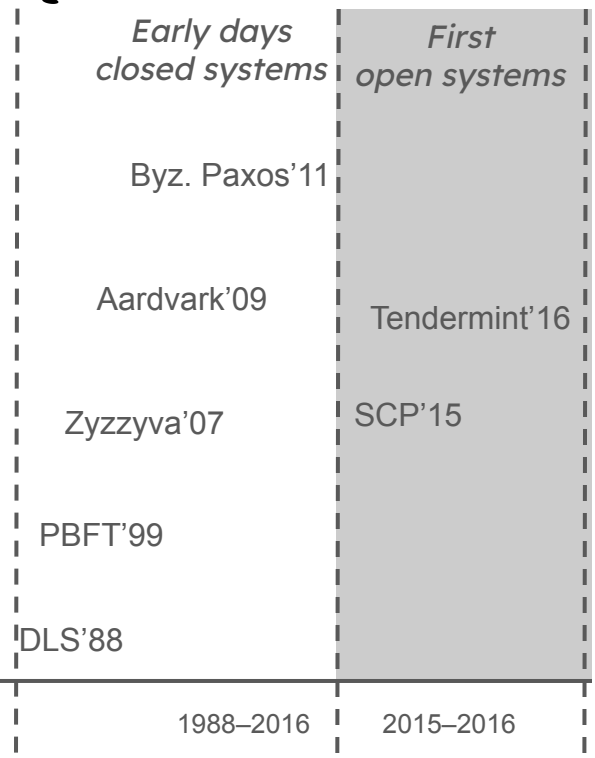 Early days
closed systems
First
open systems
Byz. Paxos’11
Aardvark’09
Tendermint’16
Zyzzyva’07
SCP’15
PBFT’99
DLS’88
1988–2016
2015–2016